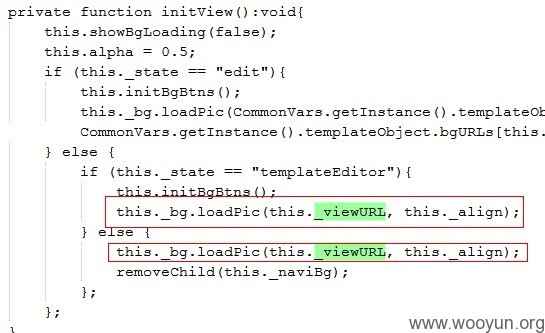 private function initView():void{
this.showBgLoading(false);
this.alpha = 0.5;
if (this._state == "edit"){
this.initBgBtns();
this._bg.loadPic(CommonVars.getInstance().templateOb
CommonVars.getInstance().templateObject.bgURLs[this.
} else {
if (this._state == "templateEditor"){
this.initBgBtns();
this._bg.loadPic(this._viewURL, this._align);
} else {
this._bg.loadPic(this._viewURL, this._align);
removeChild(this._naviBg);
};
};
www.wooyun.org